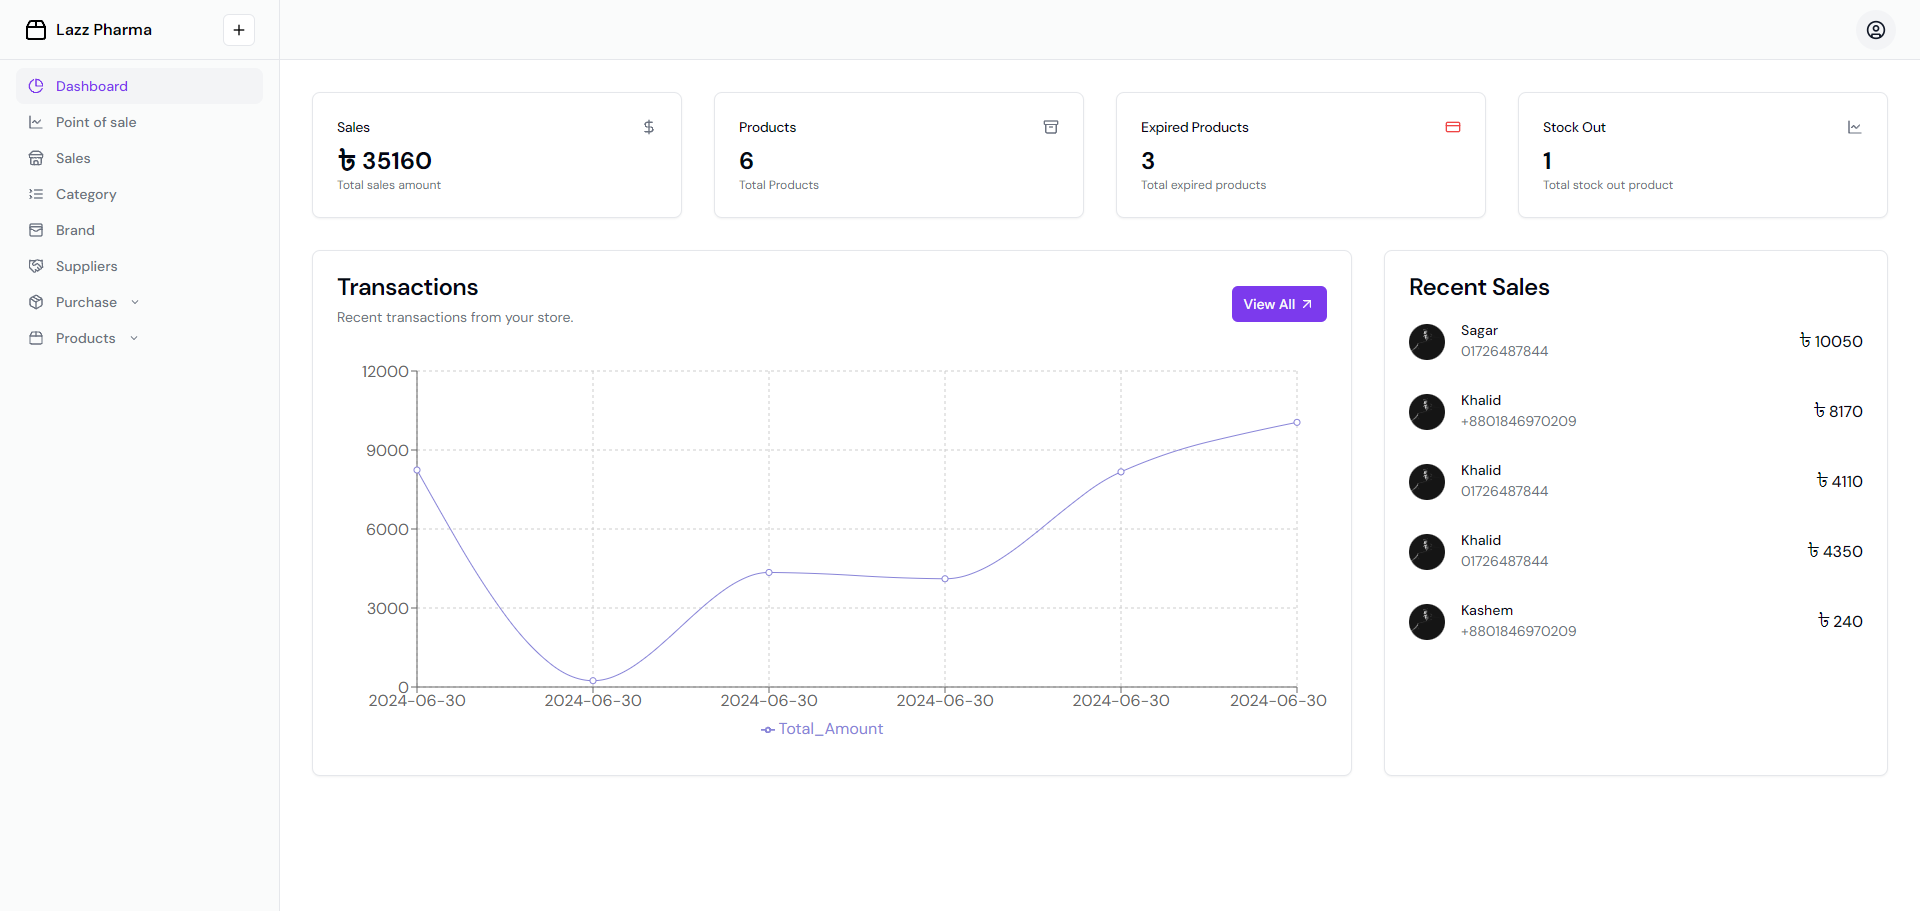 Lazz Pharma
Dashboard
Point of sale
Sales
Category
Brand
Suppliers
Purchase
Products
Sales
$
৳ 35160
Total sales amount
Products
6
Total Products
Expired Products
3
Total expired products
Stock Out
1
Total stock out product
Transactions
Recent transactions from your store.
View All
12000
9000
6000
3000
0
2024-06-30 2024-06-30 2024-06-30 2024-06-30 2024-06-30 2024-06-30
Total_Amount
Recent Sales
Sagar
01726487844
৳ 10050
Khalid
+8801846970209
৳ 8170
Khalid
01726487844
৳ 4110
Khalid
01726487844
৳ 4350
Kashem
+8801846970209
৳ 240